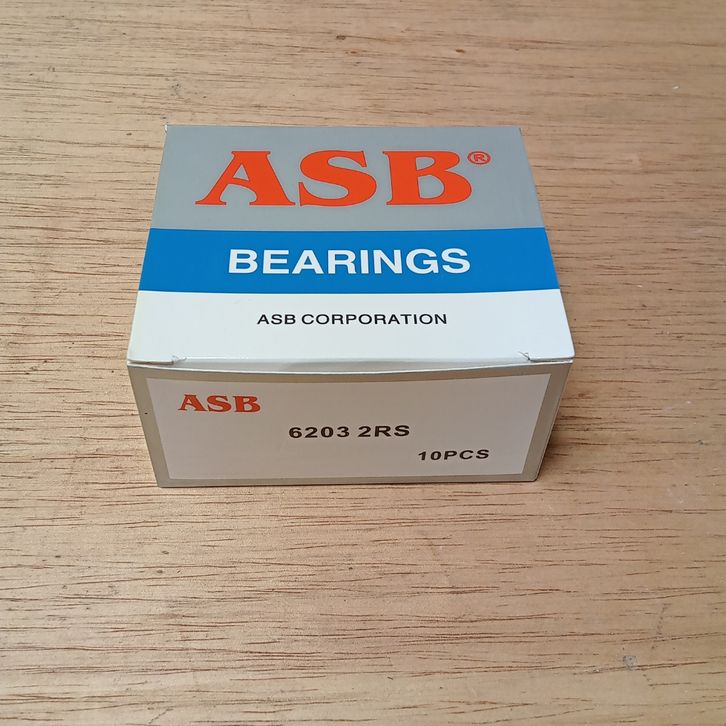 ASB®
BEARINGS
ASB CORPORATION
ASB
6203 2RS
10PCS